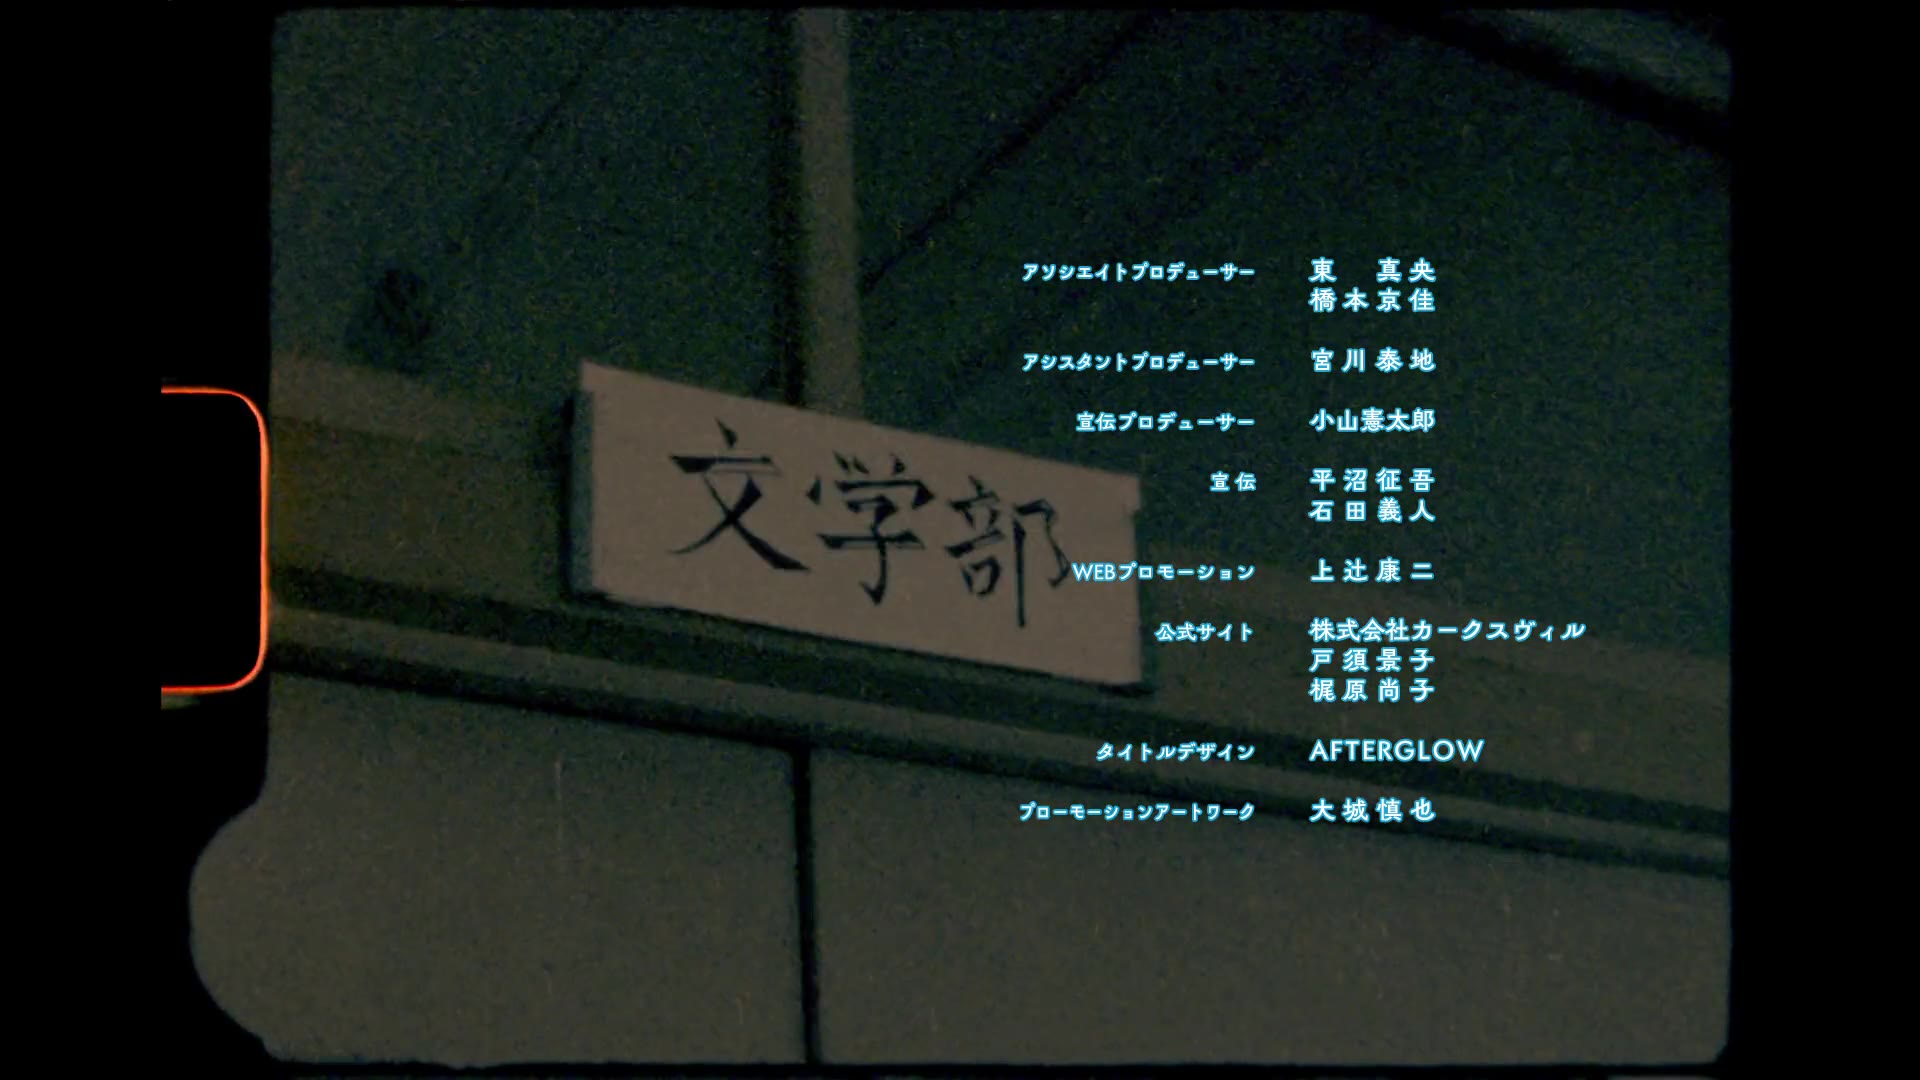 文学部
アソシエイトプロデューサー 東 真央
橋本京佳
アシスタントプロデューサー 宮川泰地
宣伝プロデューサー 小山憲太郎
宣伝 平沼征吾
石田義人
WEBプロモーション 上辻康二
公式サイト 株式会社カークスヴィル
戸須景子
梶原尚子
タイトルデザイン AFTERGLOW
プローモーションアートワーク 大城慎也